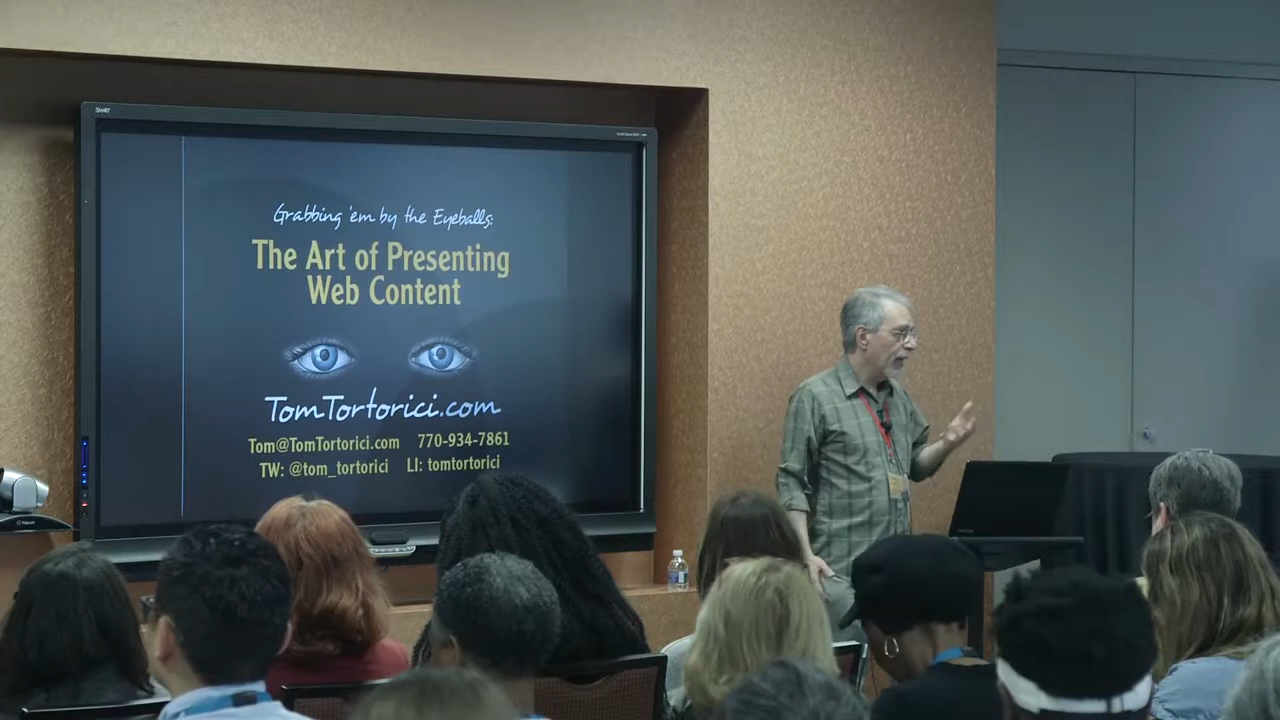 SMART
Grabbing 'em by the Eyeballs:
The Art of Presenting
Web Content
TomTortorici.com
Tom@TomTortorici.com 770-934-7861
TW: @tom_tortorici LI: tomtortorici